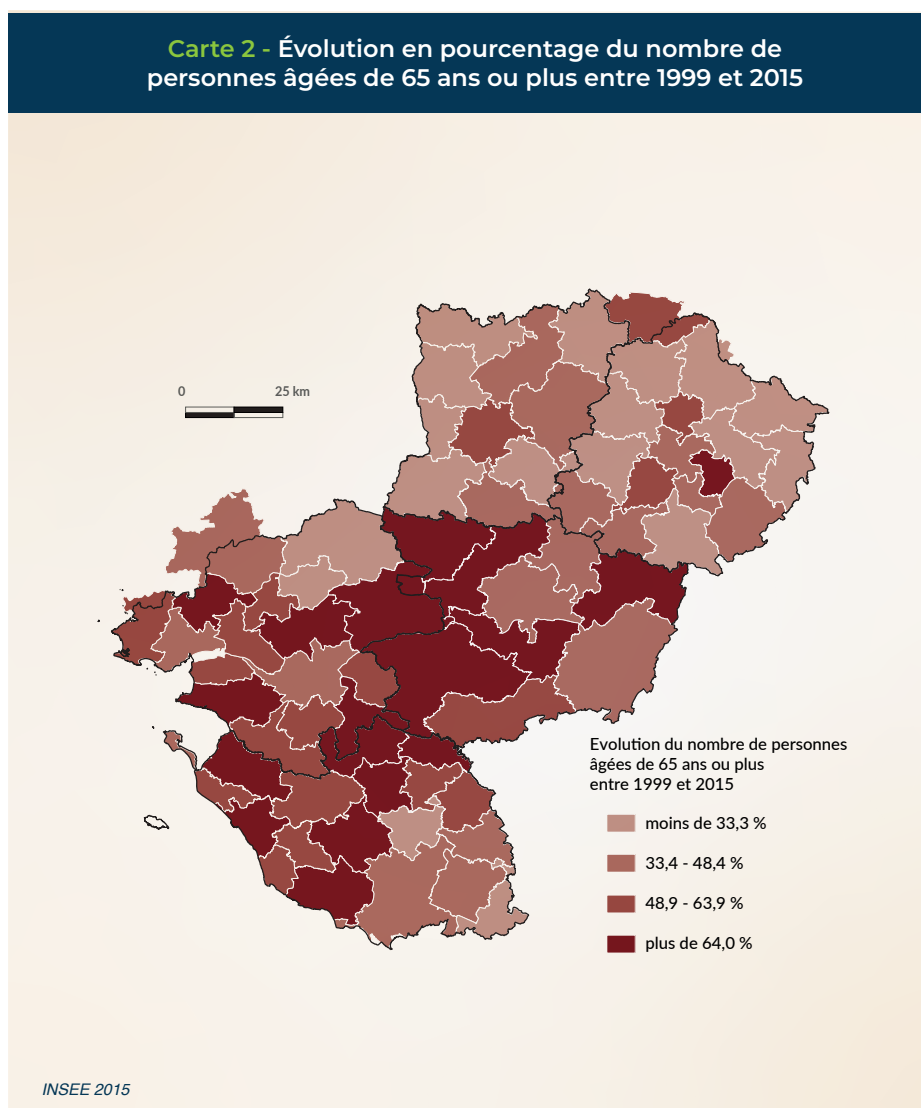 Carte 2 - Évolution en pourcentage du nombre de
personnes âgées de 65 ans ou plus entre 1999 et 2015
0 25 km
Evolution du nombre de personnes
âgées de 65 ans ou plus
entre 1999 et 2015
moins de 33,3 %
33,4 - 48,4 %
48,9 - 63,9 %
plus de 64,0 %
INSEE 2015